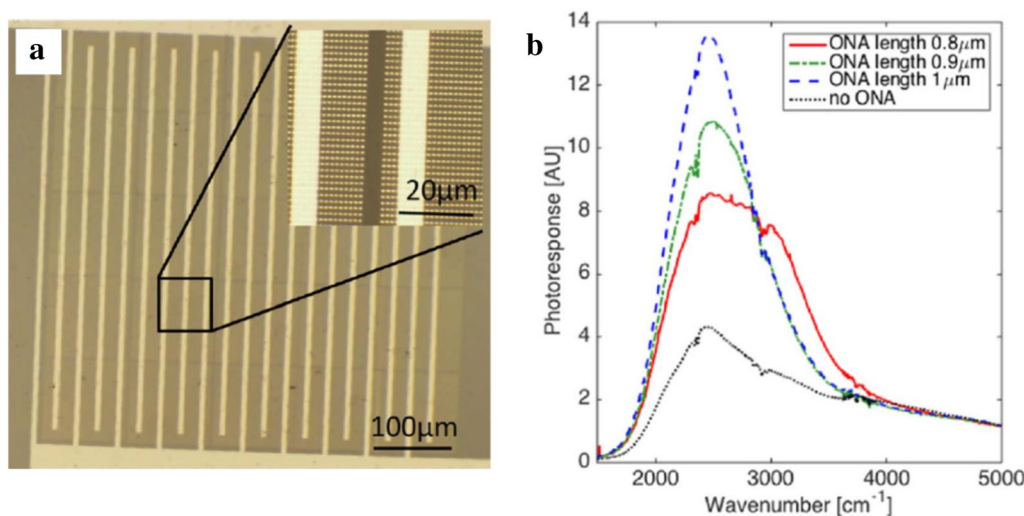 a
20μm
100μm
b
14
12
10
8
6
4
2
0
Photoresponse [AU]
ONA length 0.8μm
ONA length 0.9μm
ONA length 1μm
no ONA
2000 3000 4000 5000
Wavenumber [cm⁻¹]